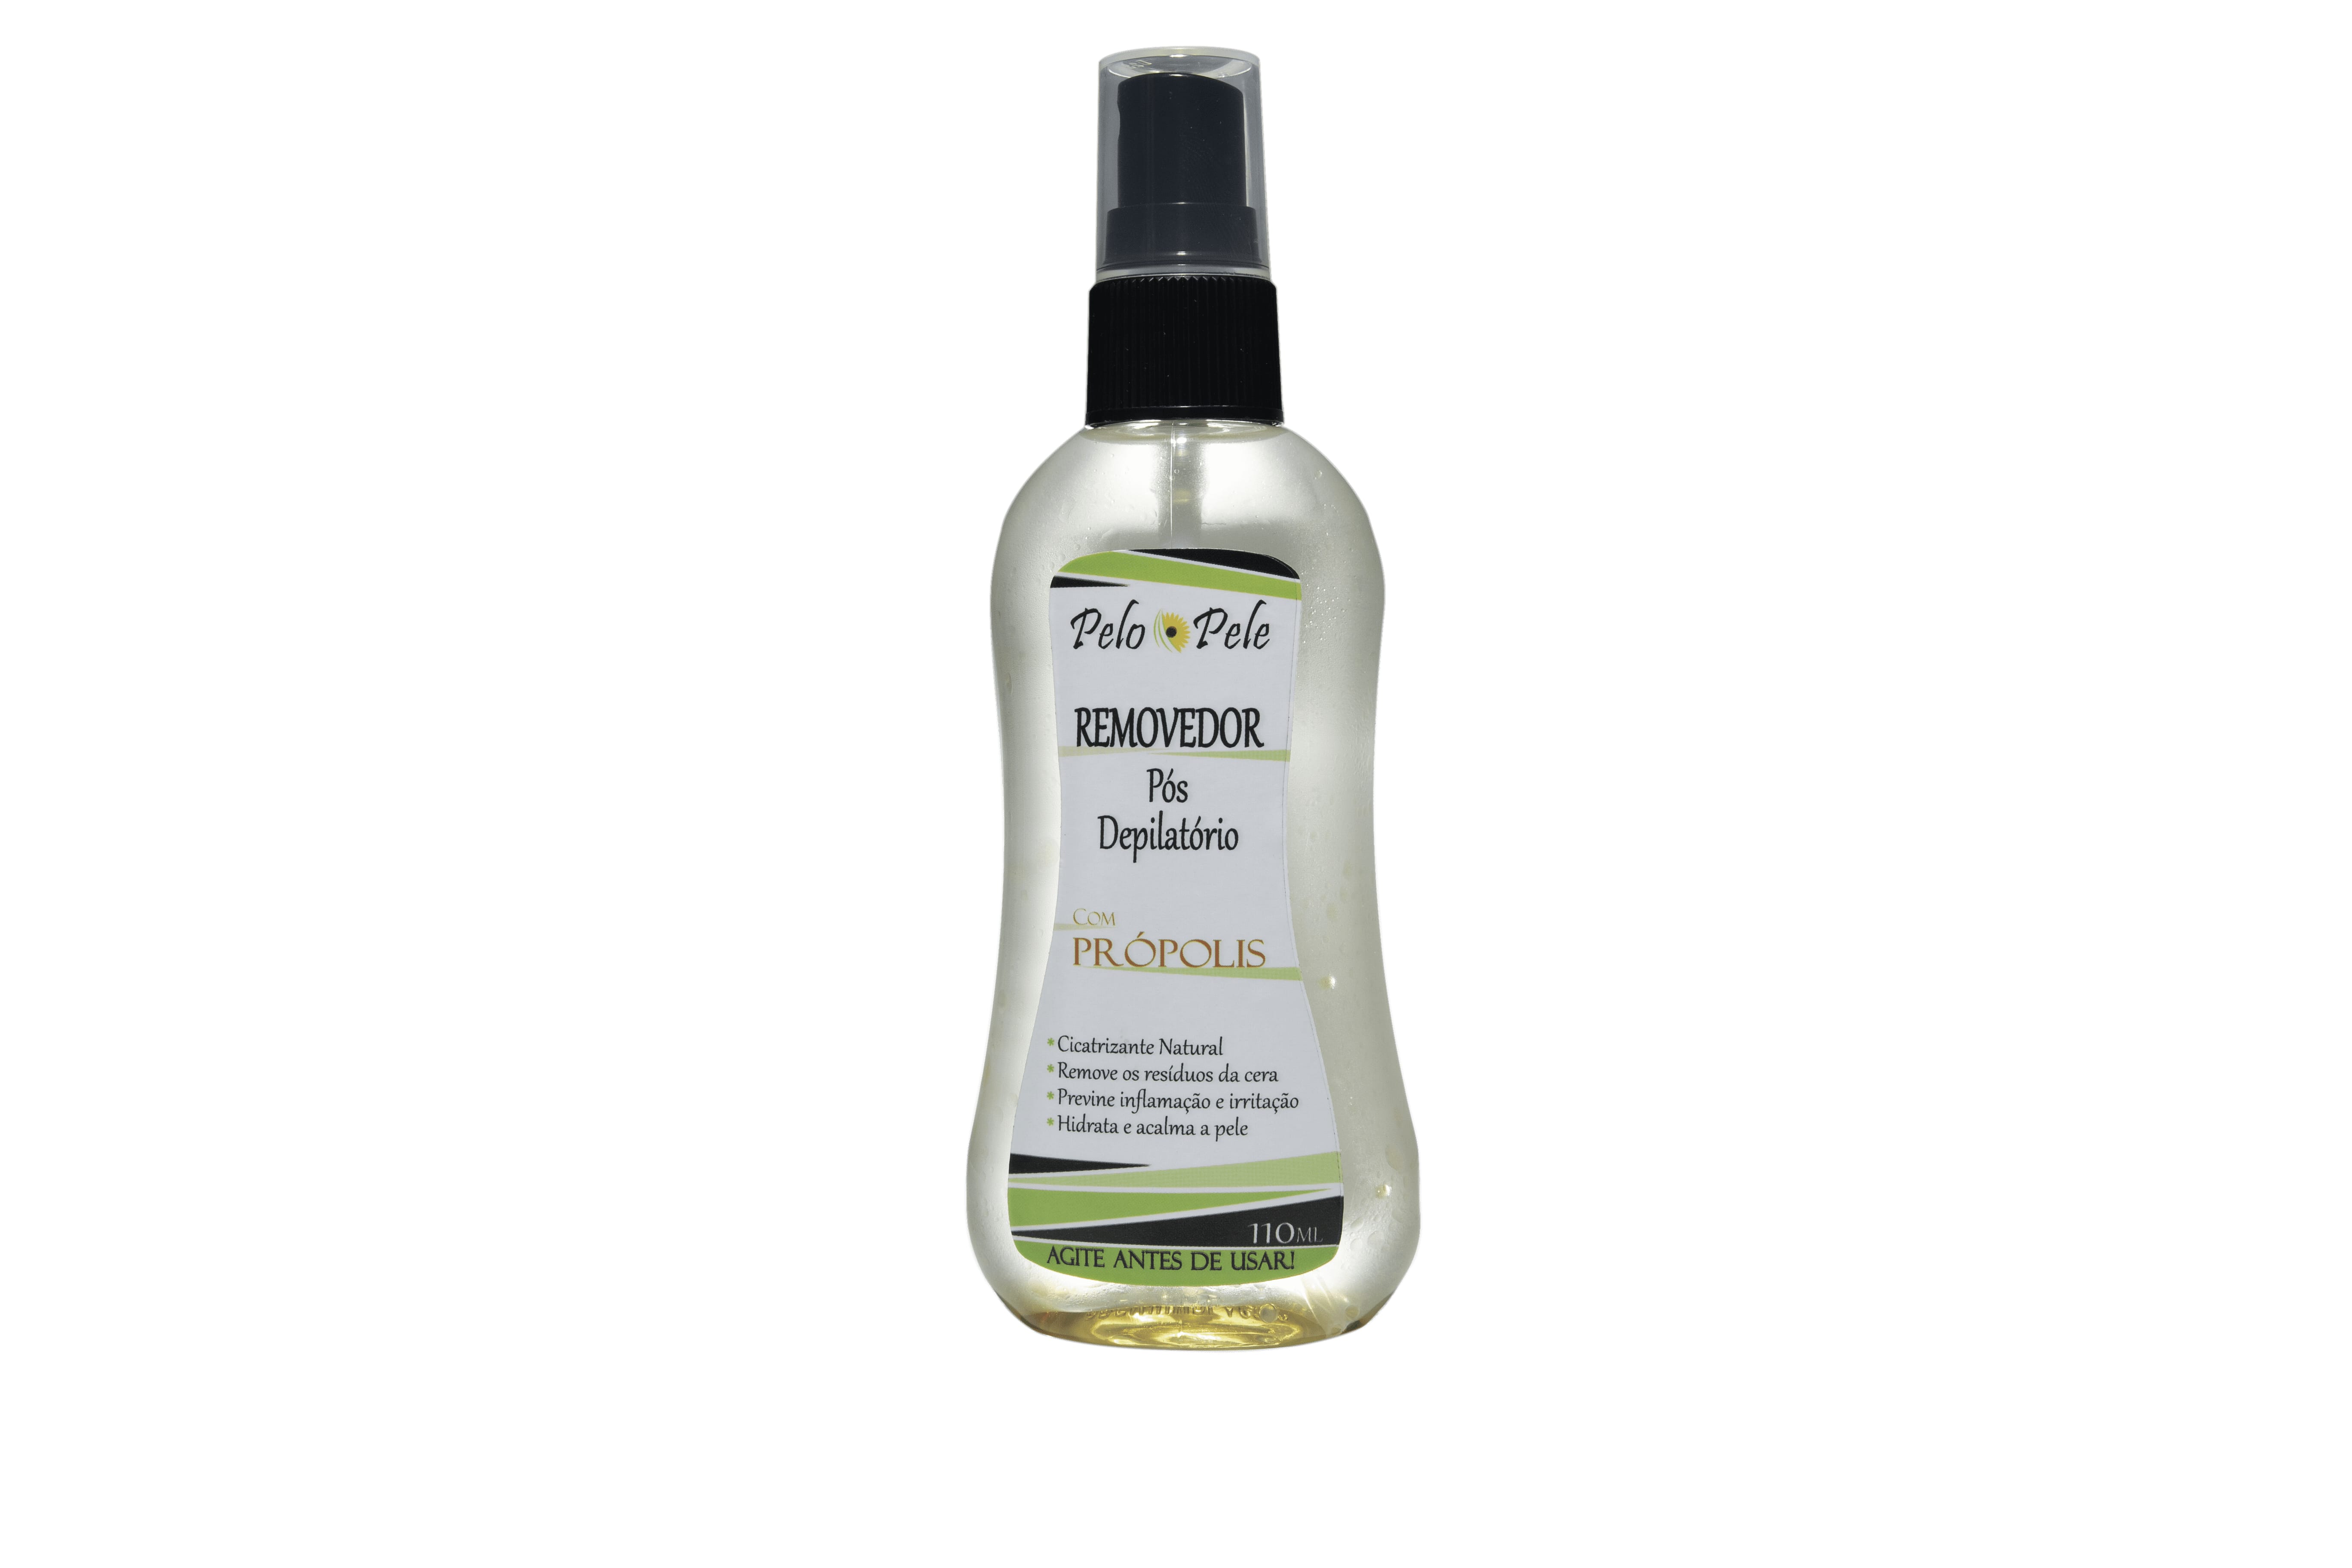 Pelo Pele
REMOVEDOR
Pós
Depilatório
COM
PRÓPOLIS
*Cicatrizante Natural
*Remove os resíduos da cera
*Previne inflamação e irritação
*Hidrata e acalma a pele
110ML
AGITE ANTES DE USAR!